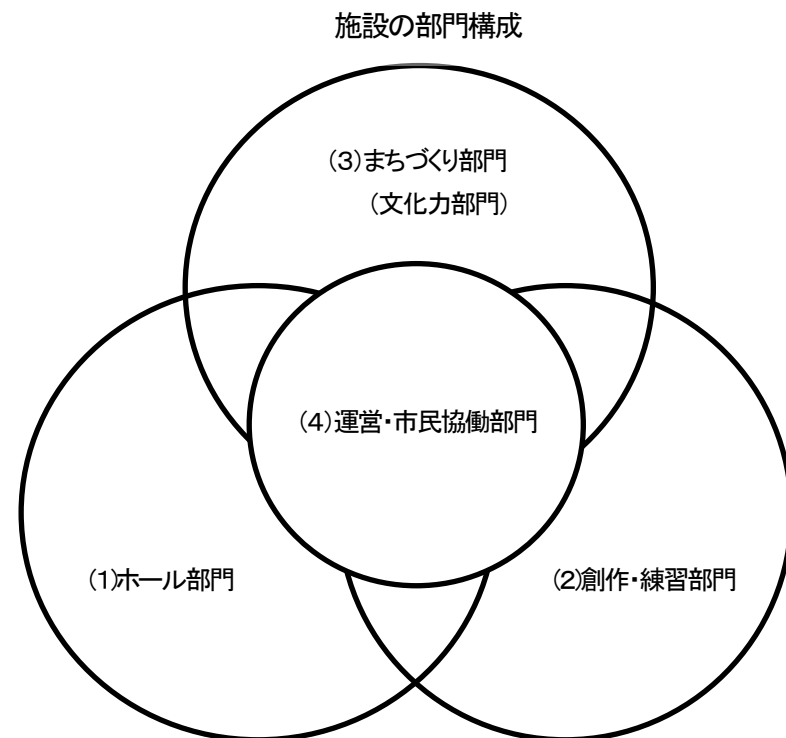 施設の部門構成
(3)まちづくり部門
(文化力部門)
(4)運営・市民協働部門
(1)ホール部門
(2)創作・練習部門